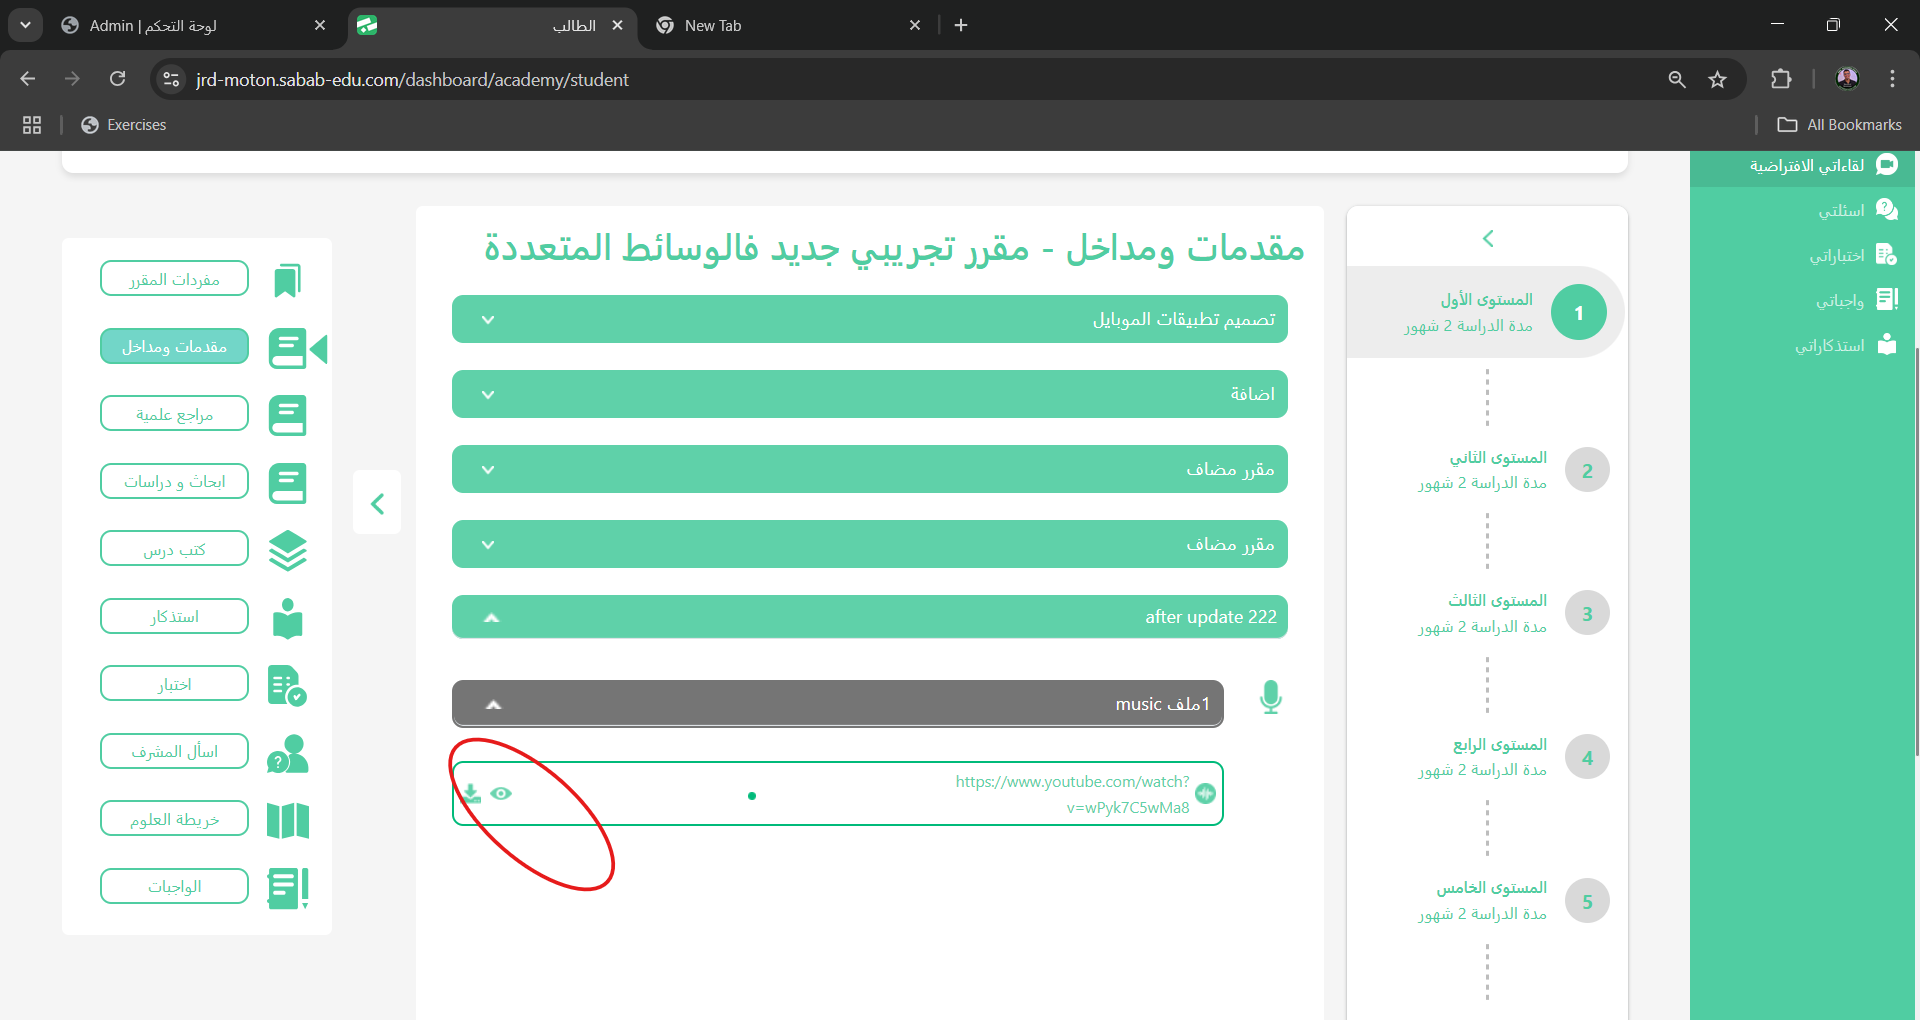 Admin | لوحة التحكم
الطالب
New Tab
jrd-moton.sabab-edu.com/dashboard/academy/student
Exercises
All Bookmarks
لقاءاتي الافتراضية
اسئلتي
اختباراتي
واجباتي
استذكاراتي
1
المستوى الأول
مدة الدراسة 2 شهور
2
المستوى الثاني
مدة الدراسة 2 شهور
3
المستوى الثالث
مدة الدراسة 2 شهور
4
المستوى الرابع
مدة الدراسة 2 شهور
5
المستوى الخامس
مدة الدراسة 2 شهور
مقدمات ومداخل - مقرر تجريبي جديد فالوسائط المتعددة
تصميم تطبيقات الموبايل
اضافة
مقرر مضاف
مقرر مضاف
after update 222
1ملف music
https://www.youtube.com/watch?
v=wPyk7C5wMa8
مفردات المقرر
مقدمات ومداخل
مراجع علمية
ابحاث و دراسات
كتب درس
استذكار
اختبار
اسأل المشرف
خريطة العلوم
الواجبات